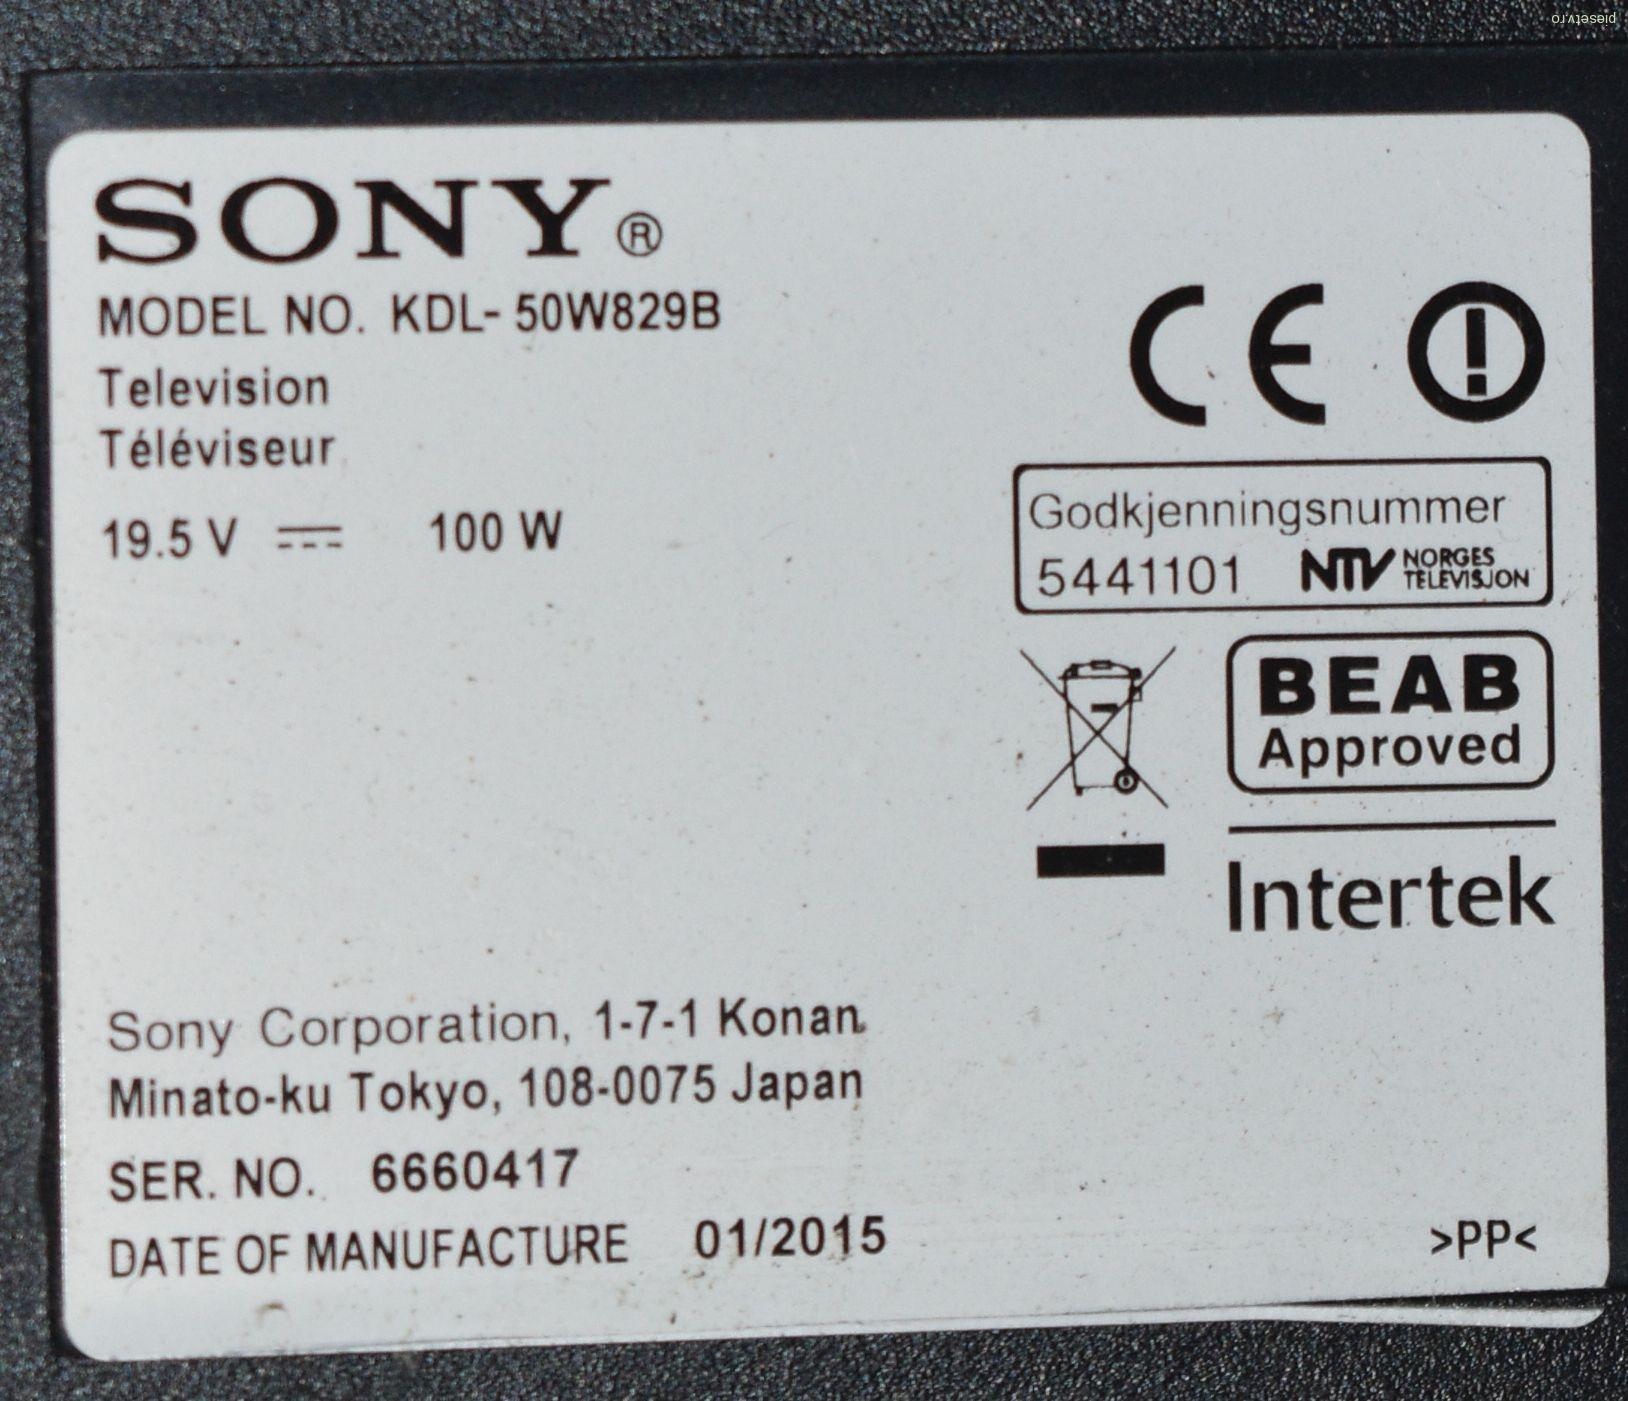 piesetv.ro
SONY®
MODEL NO. KDL- 50W829B
Television
Téléviseur
19.5 V 100 W
CE
Godkjenningsnummer
5441101 NTV NORGES TELEVISJON
BEAB
Approved
Intertek
Sony Corporation, 1-7-1 Konan
Minato-ku Tokyo, 108-0075 Japan
SER. NO. 6660417
DATE OF MANUFACTURE 01/2015
>PP<